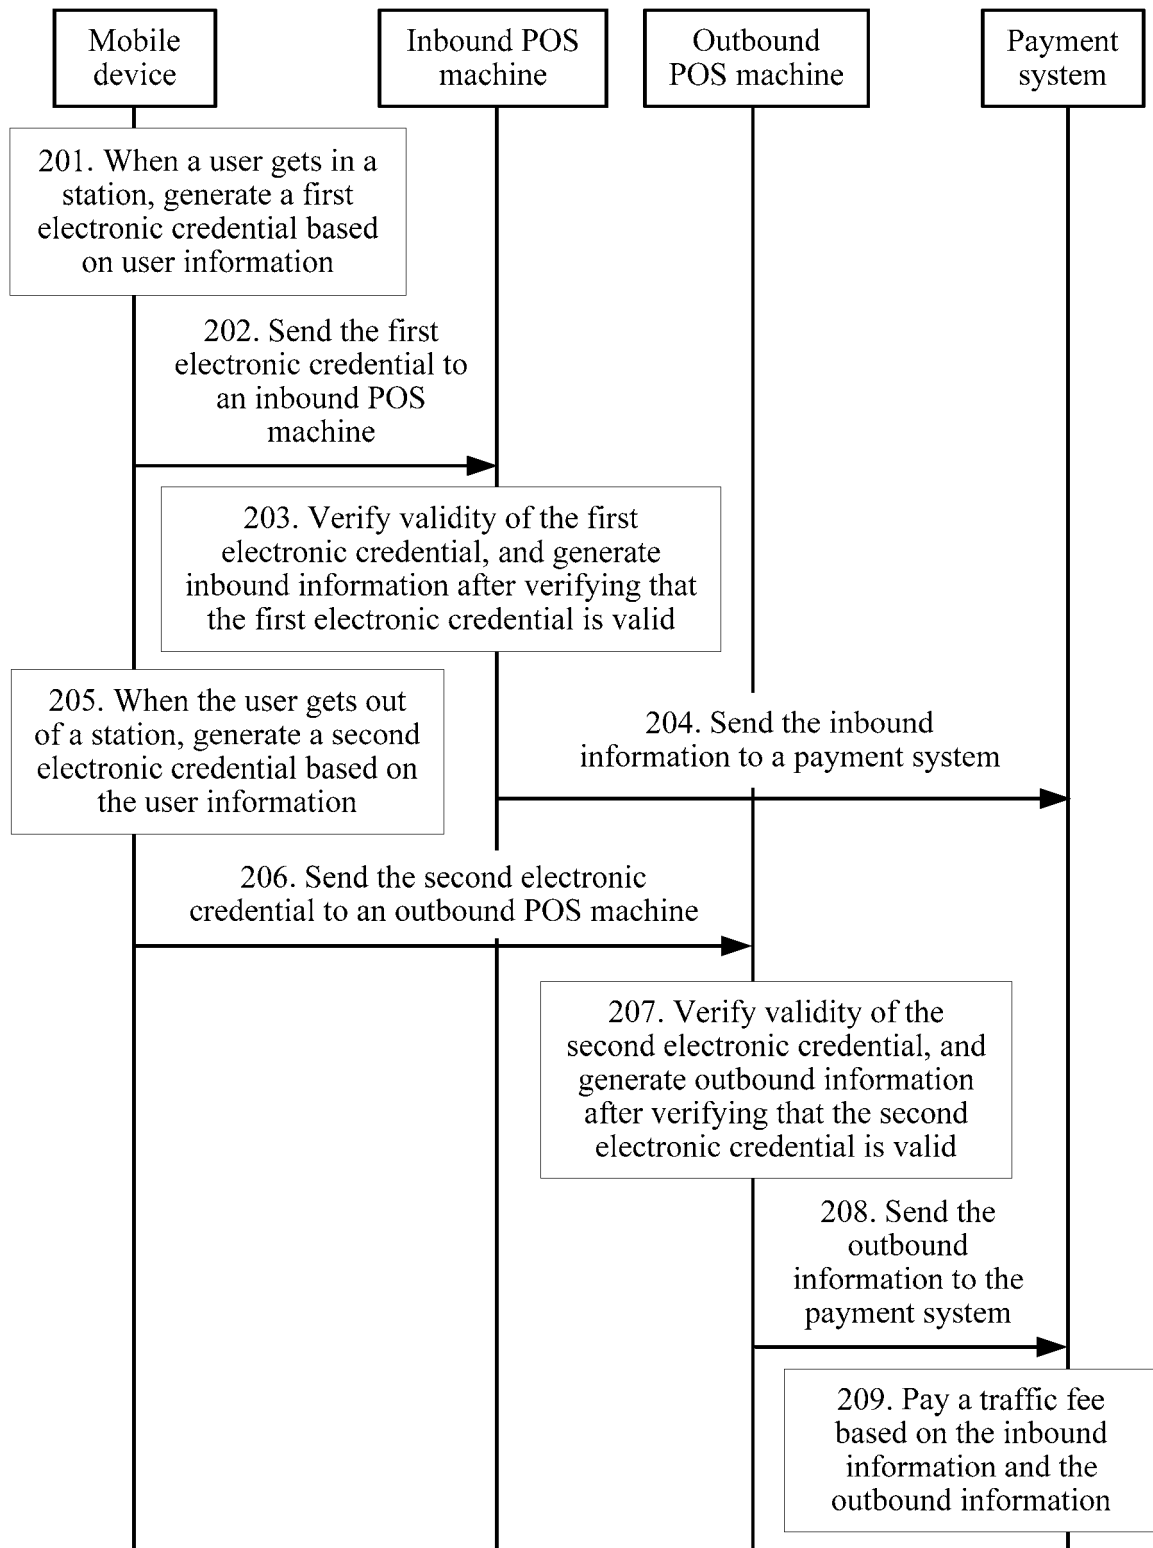 Mobile
device
Inbound POS
machine
Outbound
POS machine
Payment
system
201. When a user gets in a
station, generate a first
electronic credential based
on user information
202. Send the first
electronic credential to
an inbound POS
machine
203. Verify validity of the first
electronic credential, and generate
inbound information after verifying that
the first electronic credential is valid
205. When the user gets out
of a station, generate a second
electronic credential based on
the user information
204. Send the inbound
information to a payment system
206. Send the second electronic
credential to an outbound POS machine
207. Verify validity of the
second electronic credential, and
generate outbound information
after verifying that the second
electronic credential is valid
208. Send the
outbound
information to the
payment system
209. Pay a traffic fee
based on the inbound
information and the
outbound information